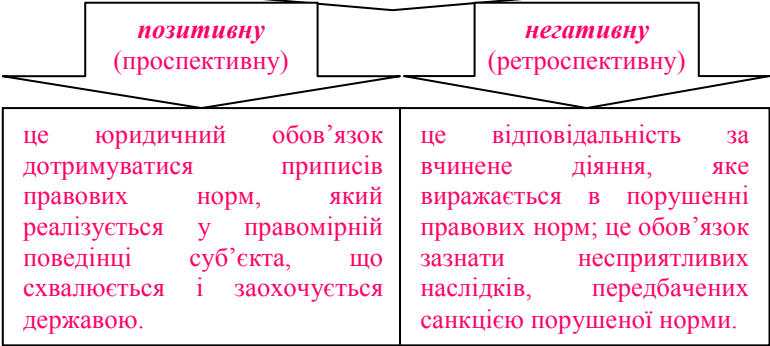 позитивну
(проспективну)
негативну
(ретроспективну)
це юридичний обов’язок
дотримуватися приписів
правових норм, який
реалізується у правомірній
поведінці суб’єкта, що
схвалюється і заохочується
державою.
це відповідальність за
вчинене діяння, яке
виражається в порушенні
правових норм; це обов’язок
зазнати несприятливих
наслідків, передбачених
санкцією порушеної норми.